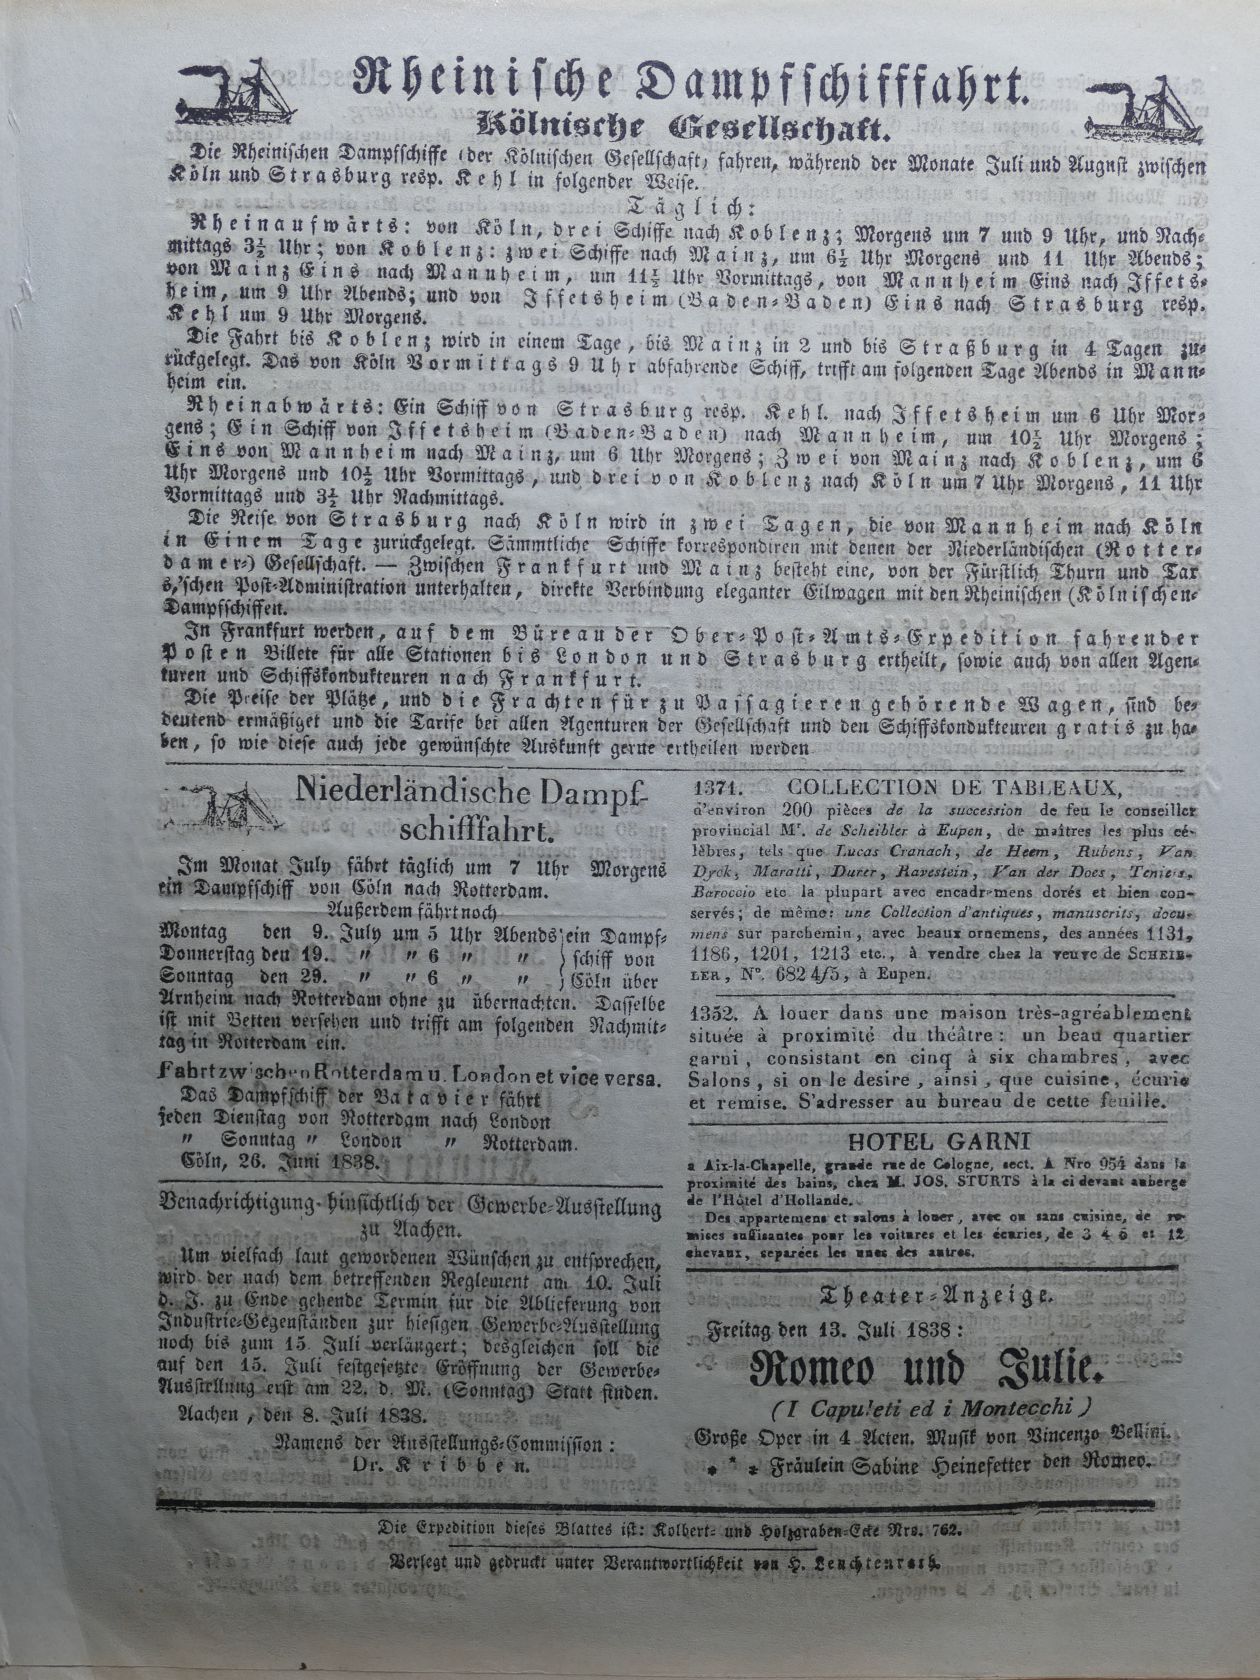 Rheinische Dampfschifffahrt.
Kölnische Gesellschaft.
Die Rheinischen Dampfschiffe (der Kölnischen Gesellschaft) fahren, während der Monate Juli und August zwischen
Köln und Strasburg resp. Kehl in folgender Weise.
Täglich:
Rheinaufwärts: von Köln, drei Schiffe nach Koblenz; Morgens um 7 und 9 Uhr, und Nach-
mittags 3½ Uhr; von Koblenz: zwei Schiffe nach Mainz, um 6½ Uhr Morgens und 11 Uhr Abends;
von Mainz Eins nach Mannheim, um 11½ Uhr Vormittags, von Mannheim Eins nach Iffets-
heim, um 9 Uhr Abends; und von Iffetsheim (Baden-Baden) Eins nach Strasburg resp.
Kehl um 9 Uhr Morgens.
Die Fahrt bis Koblenz wird in einem Tage, bis Mainz in 2 und bis Straßburg in 4 Tagen zu-
rückgelegt. Das von Köln Vormittags 9 Uhr abfahrende Schiff, trifft am folgenden Tage Abends in Mann-
heim ein.
Rheinabwärts: Ein Schiff von Strasburg resp. Kehl. nach Iffetsheim um 6 Uhr Mor-
gens; Ein Schiff von Iffetsheim (Baden-Baden) nach Mannheim, um 10½ Uhr Morgens;
Eins von Mannheim nach Mainz, um 6 Uhr Morgens; Zwei von Mainz nach Koblenz, um 6
Uhr Morgens und 10½ Uhr Vormittags, und drei von Koblenz nach Köln um 7 Uhr Morgens, 11 Uhr
Vormittags und 3½ Uhr Nachmittags.
Die Reise von Strasburg nach Köln wird in zwei Tagen, die von Mannheim nach Köln
in Einem Tage zurückgelegt. Sämmtliche Schiffe korrespondiren mit denen der Niederländischen (Rotter-
damer-) Gesellschaft. — Zwischen Frankfurt und Mainz besteht eine, von der Fürstlich Thurn und Tax
s,'schen Post-Administration unterhalten, direkte Verbindung eleganter Eilwagen mit den Rheinischen (Kölnischen-
Dampfschiffen.
In Frankfurt werden, auf dem Büreau der Ober-Post-Amts-Expedition fahrender
Posten Billete für alle Stationen bis London und Strasburg ertheilt, sowie auch von allen Agen-
turen und Schiffskondukteuren nach Frankfurt.
Die Preise der Plätze, und die Frachten für zu Passagieren gehörende Wagen, sind be-
deutend ermäßiget und die Tarife bei allen Agenturen der Gesellschaft und den Schiffskondukteuren gratis zu ha-
ben, so wie diese auch jede gewünschte Auskunft gerne ertheilen werden
Niederländische Dampf-
schifffahrt.
Im Monat July fährt täglich um 7 Uhr Morgens
ein Dampfschiff von Cöln nach Rotterdam.
Außerdem fährt noch
Montag den 9. July um 5 Uhr Abends } ein Dampf-
Donnerstag den 19. " " 6 " " } schiff von
Sonntag den 29. " " 6 " " } Cöln über
Arnheim nach Rotterdam ohne zu übernachten. Dasselbe
ist mit Betten versehen und trifft am folgenden Nachmit-
tag in Rotterdam ein.
Fahrt zwischen Rotterdam u. London et vice versa.
Das Dampfschiff der Batavier fährt
jeden Dienstag von Rotterdam nach London
" Sonntag " London " Rotterdam.
Cöln, 26. Juni 1838.
Benachrichtigung hinsichtlich der Gewerbe-Ausstellung
zu Aachen.
Um vielfach laut gewordenen Wünschen zu entsprechen,
wird der nach dem betreffenden Reglement am 10. Juli
d. J. zu Ende gehende Termin für die Ablieferung von
Industrie-Gegenständen zur hiesigen Gewerbe-Ausstellung
noch bis zum 15. Juli verlängert; desgleichen soll die
auf den 15. Juli festgesetzte Eröffnung der Gewerbe-
Ausstellung erst am 22. d. M. (Sonntag) Statt finden.
Aachen, den 8. Juli 1838.
Namens der Ausstellungs-Commission:
Dr. Kribben.
1371. COLLECTION DE TABLEAUX,
d'environ 200 pièces de la succession de feu le conseiller
provincial Mr. de Scheibler à Eupen, de maîtres les plus cé-
lèbres, tels que Lucas Cranach, de Heem, Rubens, Van
Dyck, Maratti, Durer, Ravestein, Van der Does, Teniers,
Baroccio etc. la plupart avec encadremens dorés et bien con-
servés; de même: une Collection d'antiques, manuscrits, docu-
mens sur parchemin, avec beaux ornemens, des années 1131,
1186, 1201, 1213 etc., à vendre chez la veuve de SCHEIB-
LER, N°. 682 4/5, à Eupen.
1352. A louer dans une maison très-agréablement
située à proximité du théâtre: un beau quartier
garni, consistant en cinq à six chambres, avec
Salons, si on le desire, ainsi, que cuisine, écurie
et remise. S'adresser au bureau de cette feuille.
HOTEL GARNI
a Aix-la-Chapelle, grande rue de Cologne, sect. A Nro 954 dans la
proximité des bains, chez M. JOS. STURTS à la ci devant auberge
de l'Hôtel d'Hollande.
Des appartemens et salons à louer, avec ou sans cuisine, de re-
mises suffisantes pour les voitures et les écuries, de 3 4 6 et 12
chevaux, separées les unes des autres.
Theater-Anzeige.
Freitag den 13. Juli 1838:
Romeo und Julie.
(I Capuleti ed i Montecchi)
Große Oper in 4 Acten. Musik von Vincenzo Bellini.
* * * Fräulein Sabine Heinefetter den Romeo.
Die Expedition dieses Blattes ist: Kolbert- und Holzgraben-Ecke Nro. 762.
Verlegt und gedruckt unter Verantwortlichkeit von H. Leuchtenrath.